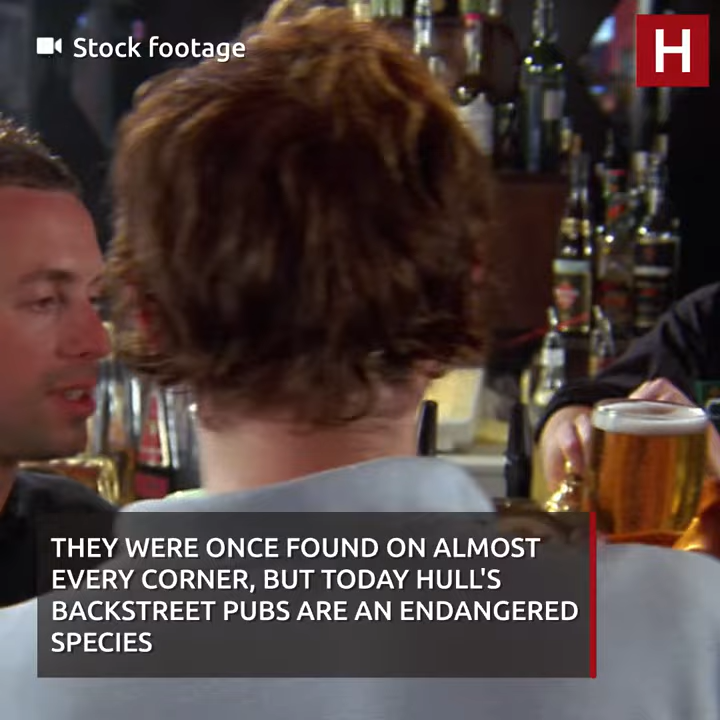 Stock footage
H
THEY WERE ONCE FOUND ON ALMOST
EVERY CORNER, BUT TODAY HULL'S
BACKSTREET PUBS ARE AN ENDANGERED
SPECIES